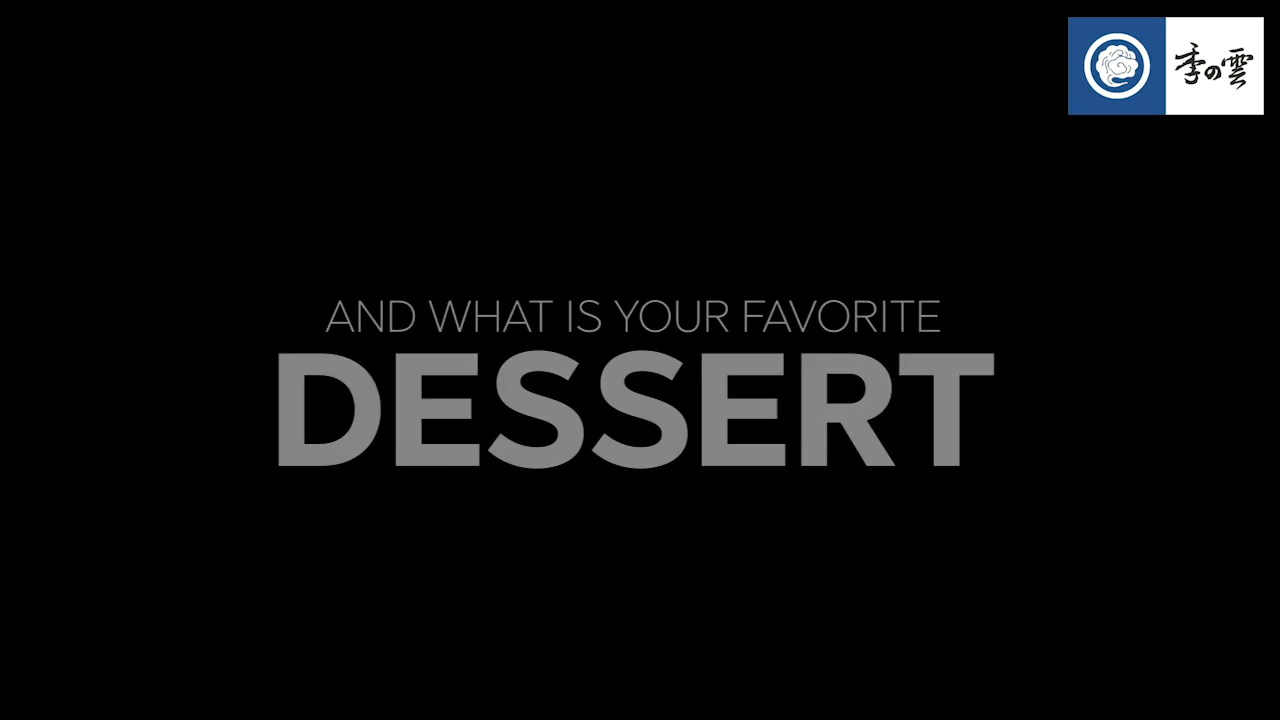 季の雲
AND WHAT IS YOUR FAVORITE
DESSERT